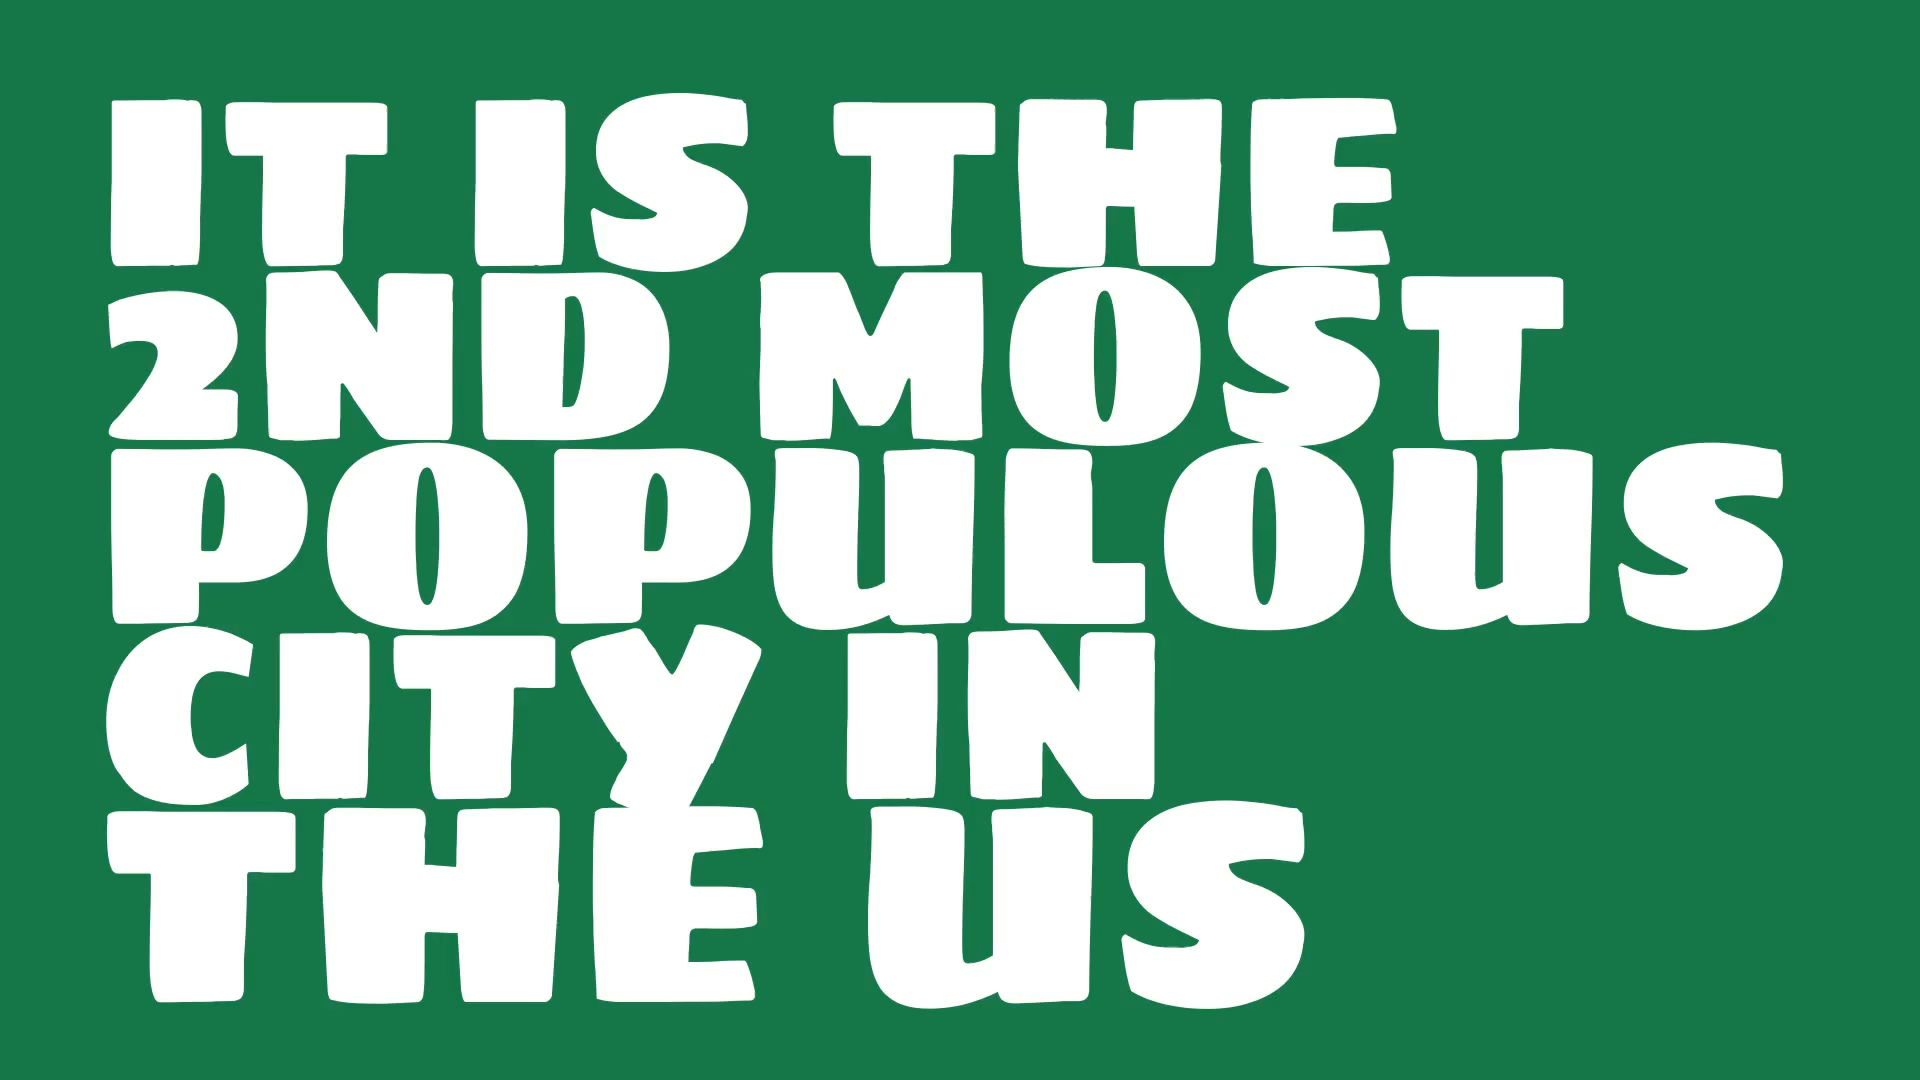 IT IS THE
2ND MOST
POPULOUS
CITY IN
THE US